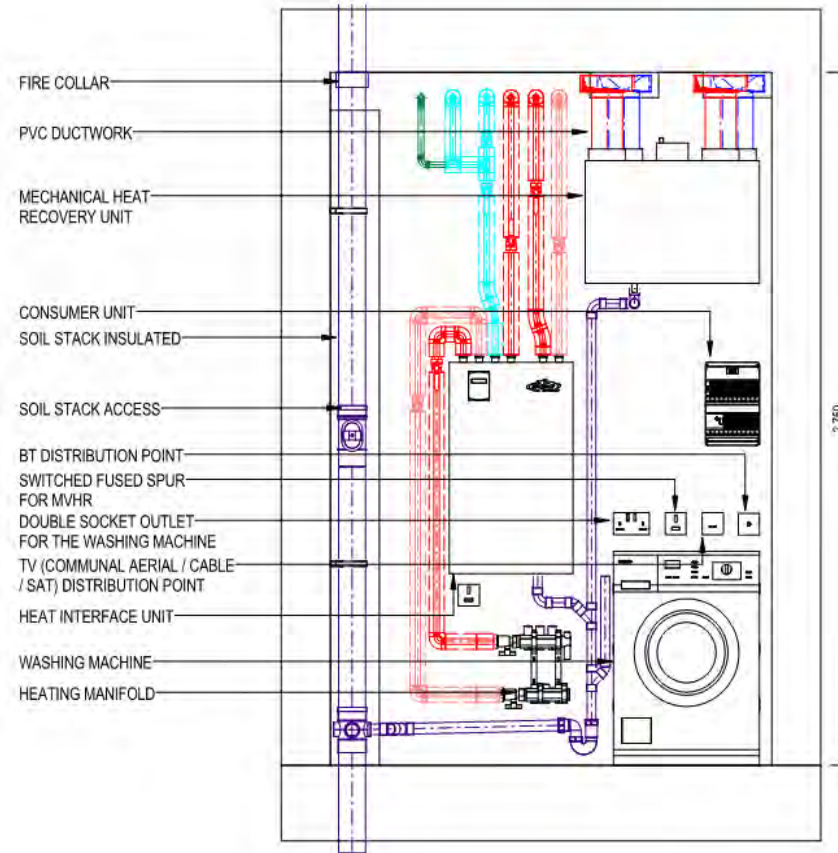 FIRE COLLAR
PVC DUCTWORK
MECHANICAL HEAT
RECOVERY UNIT
CONSUMER UNIT
SOIL STACK INSULATED
SOIL STACK ACCESS
BT DISTRIBUTION POINT
SWITCHED FUSED SPUR
FOR MVHR
DOUBLE SOCKET OUTLET
FOR THE WASHING MACHINE
TV (COMMUNAL AERIAL / CABLE
/ SAT) DISTRIBUTION POINT
HEAT INTERFACE UNIT
WASHING MACHINE
HEATING MANIFOLD